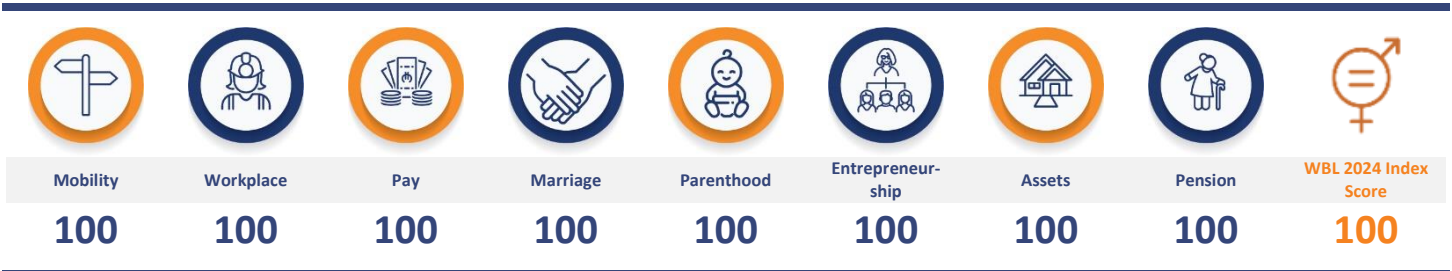 Mobility
Workplace
Pay
Marriage
Parenthood
Entrepreneur-
ship
Assets
Pension
WBL 2024 Index
Score
100
100
100
100
100
100
100
100
100